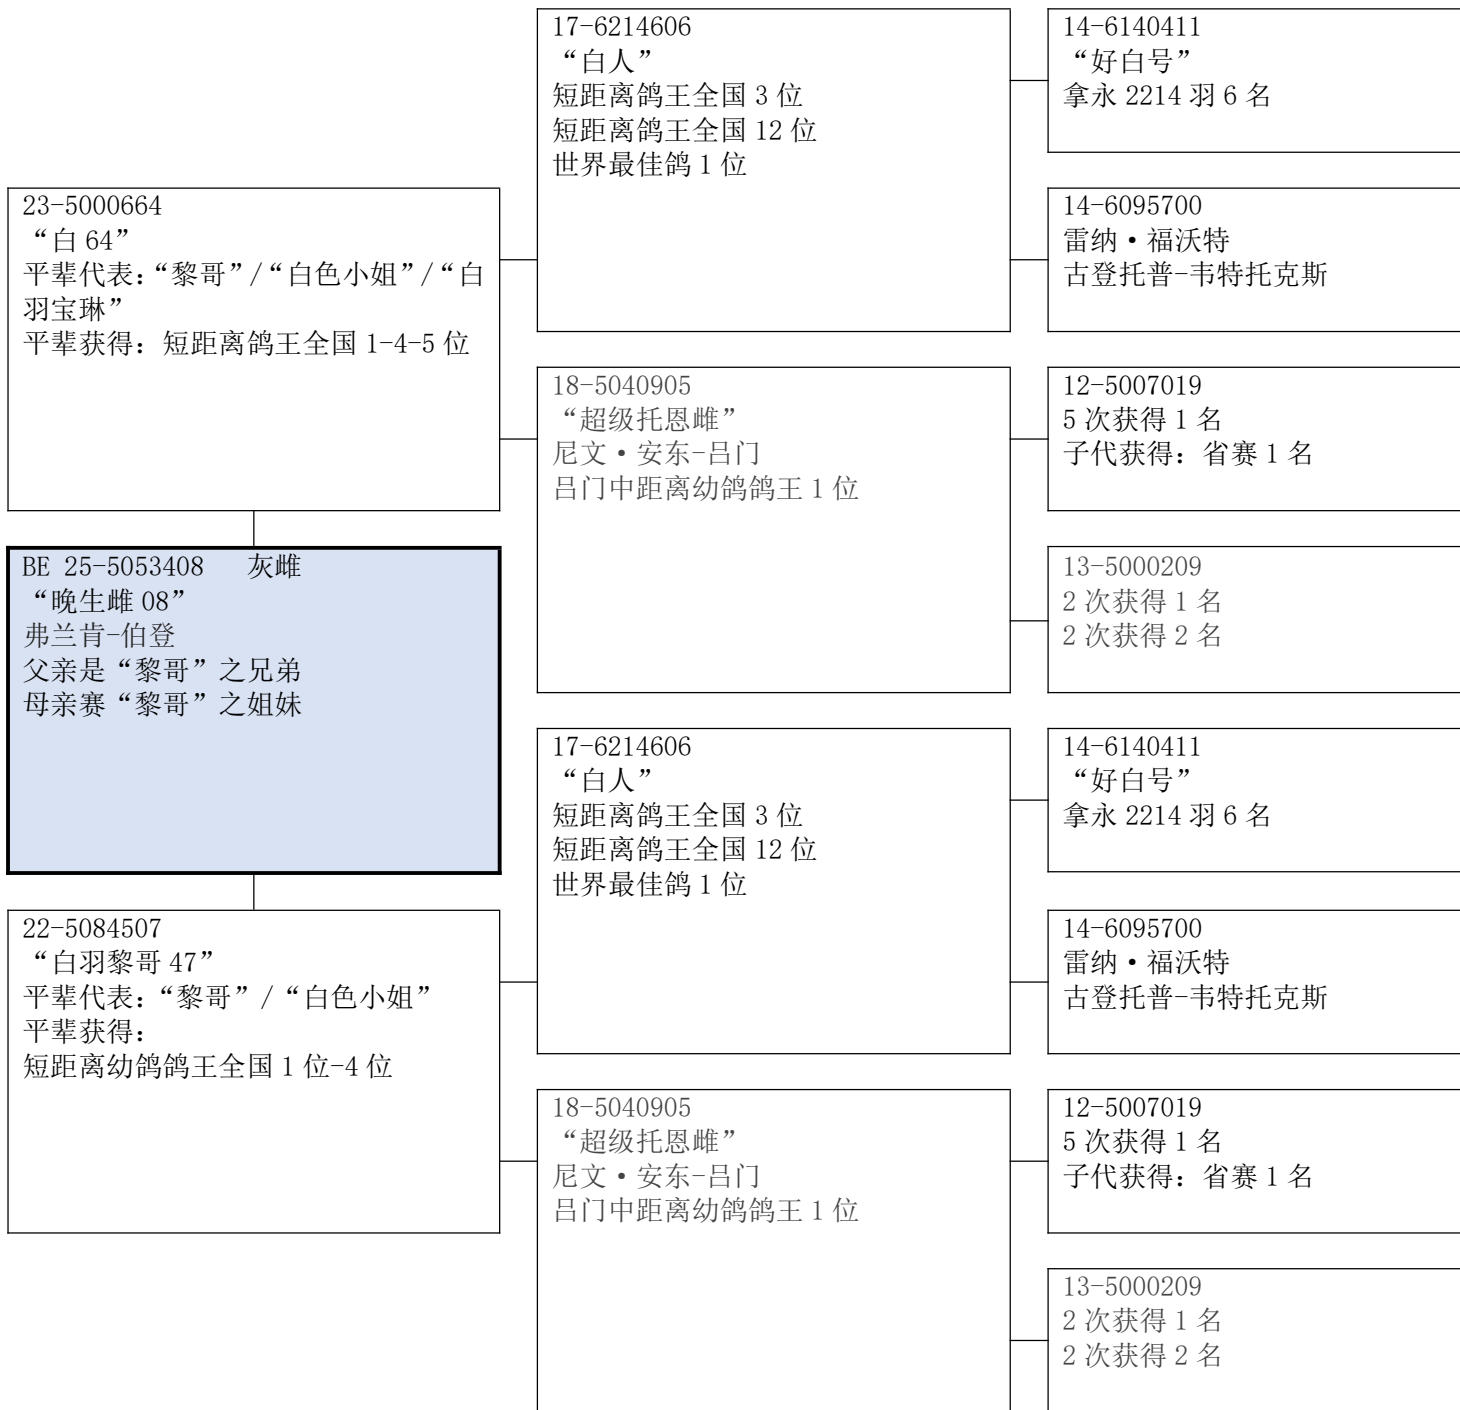 17-6214606
“白人”
短距离鸽王全国 3 位
短距离鸽王全国 12 位
世界最佳鸽 1 位
14-6140411
“好白号”
拿永 2214 羽 6 名
23-5000664
“白 64”
平辈代表：“黎哥”/“白色小姐”/“白
羽宝琳”
平辈获得：短距离鸽王全国 1-4-5 位
14-6095700
雷纳·福沃特
古登托普-韦特托克斯
18-5040905
“超级托恩雌”
尼文·安东-吕门
吕门中距离幼鸽鸽王 1 位
12-5007019
5 次获得 1 名
子代获得：省赛 1 名
BE 25-5053408 灰雌
“晚生雌 08”
弗兰肯-伯登
父亲是“黎哥”之兄弟
母亲赛“黎哥”之姐妹
13-5000209
2 次获得 1 名
2 次获得 2 名
17-6214606
“白人”
短距离鸽王全国 3 位
短距离鸽王全国 12 位
世界最佳鸽 1 位
14-6140411
“好白号”
拿永 2214 羽 6 名
22-5084507
“白羽黎哥 47”
平辈代表：“黎哥”/“白色小姐”
平辈获得：
短距离幼鸽鸽王全国 1 位-4 位
14-6095700
雷纳·福沃特
古登托普-韦特托克斯
18-5040905
“超级托恩雌”
尼文·安东-吕门
吕门中距离幼鸽鸽王 1 位
12-5007019
5 次获得 1 名
子代获得：省赛 1 名
13-5000209
2 次获得 1 名
2 次获得 2 名